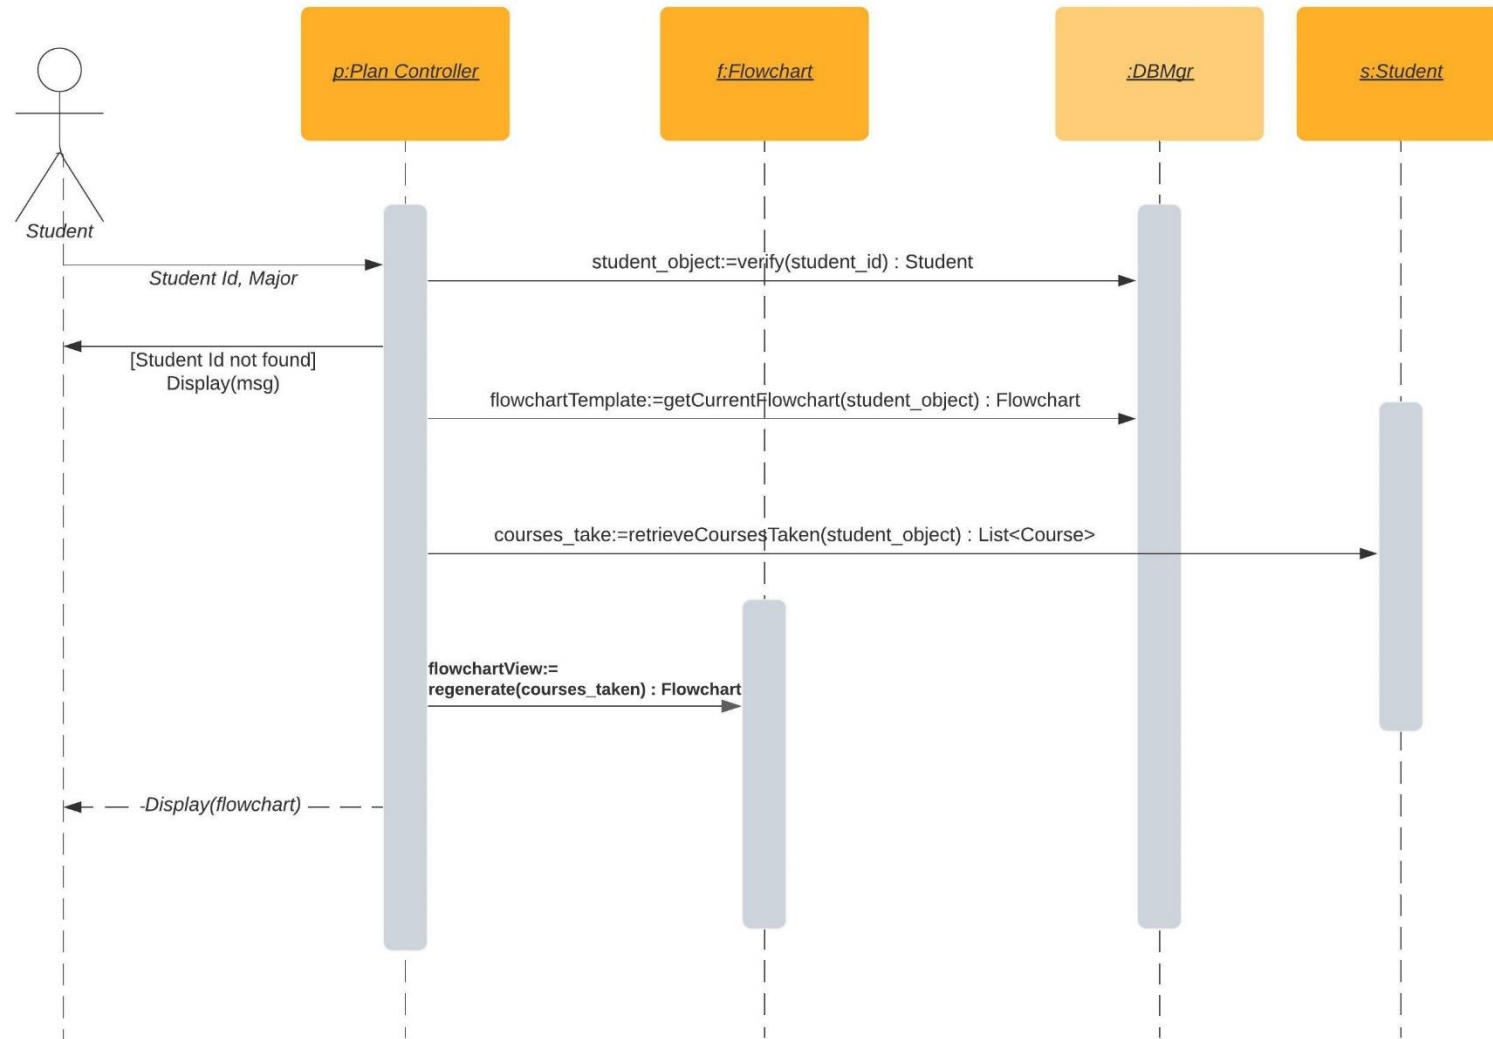 p:Plan Controller
f:Flowchart
:DBMgr
s:Student
Student
Student Id, Major
student_object:=verify(student_id) : Student
[Student Id not found]
Display(msg)
flowchartTemplate:=getCurrentFlowchart(student_object) : Flowchart
courses_take:=retrieveCoursesTaken(student_object) : List<Course>
flowchartView:=
regenerate(courses_taken) : Flowchart
Display(flowchart)